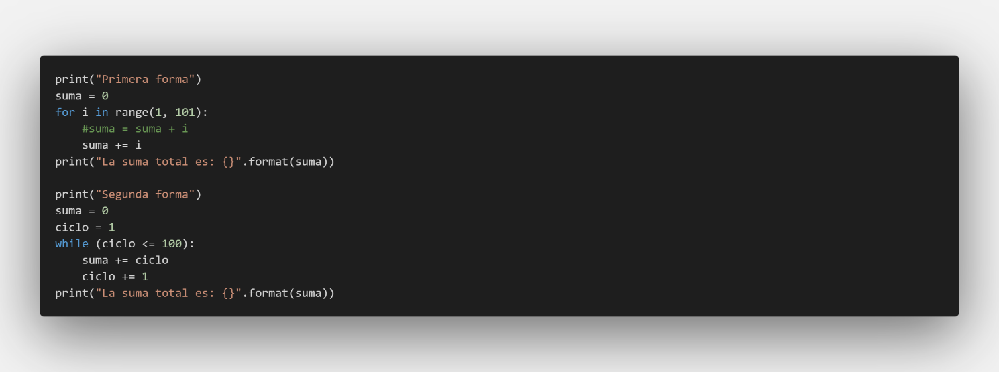 print("Primera forma")
suma = 0
for i in range(1, 101):
    #suma = suma + i
    suma += i
print("La suma total es: {}".format(suma))

print("Segunda forma")
suma = 0
ciclo = 1
while (ciclo <= 100):
    suma += ciclo
    ciclo += 1
print("La suma total es: {}".format(suma))